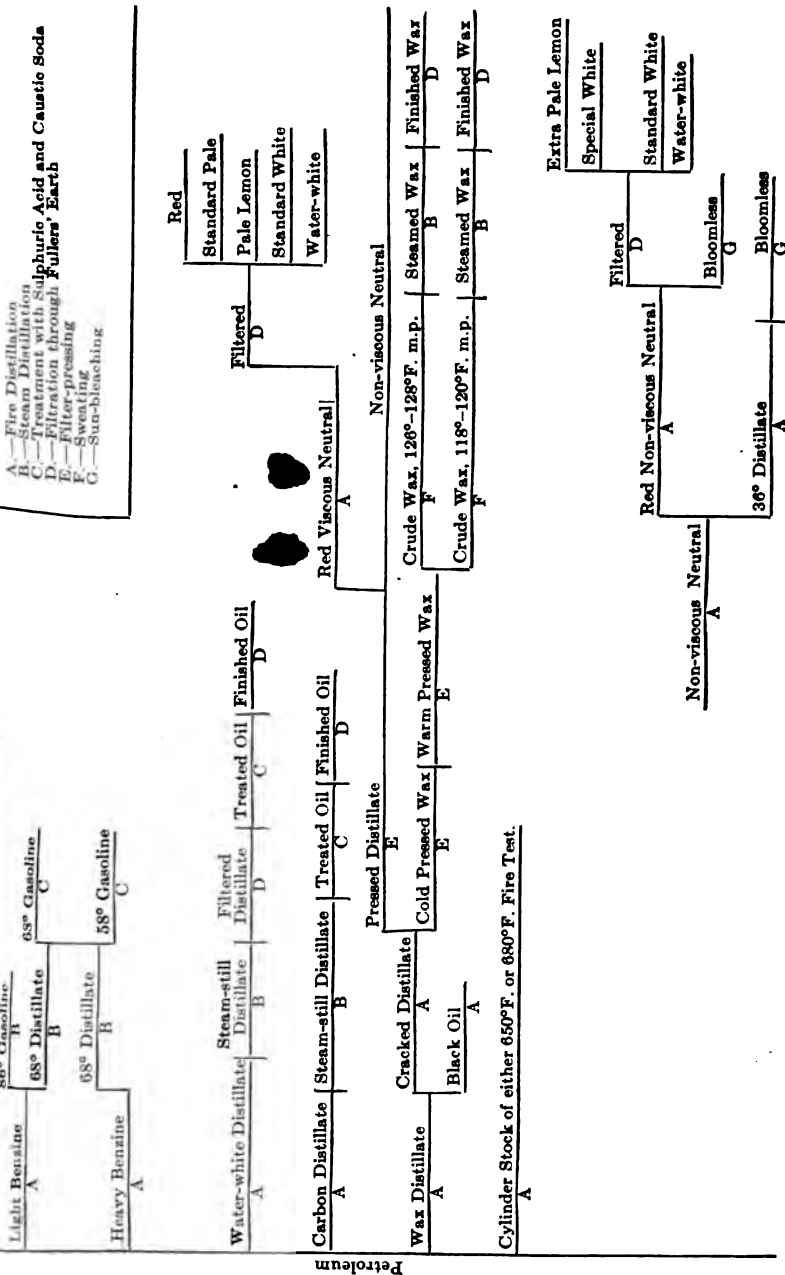 A.—Fire Distillation
B.—Steam Distillation
C.—Treatment with Sulphuric Acid and Caustic Soda
D.—Filtration through Fullers' Earth
E.—Filter-pressing
F.—Sweating
G.—Sun-bleaching
Petroleum
Light Benzine
A
86° Gasoline
B
68° Distillate
B
68° Gasoline
C
Heavy Benzine
A
68° Distillate
B
58° Gasoline
C
Water-white Distillate
A
Steam-still
Distillate
B
Filtered
Distillate
D
Treated Oil
C
Finished Oil
D
Carbon Distillate
A
Steam-still Distillate
B
Treated Oil
C
Finished Oil
D
Wax Distillate
A
Cracked Distillate
A
Black Oil
A
Pressed Distillate
E
Cold Pressed Wax
E
Warm Pressed Wax
E
Red Viscous Neutral
A
Filtered
D
Red
Standard Pale
Pale Lemon
Standard White
Water-white
Non-viscous Neutral
Crude Wax, 126°-128°F. m.p.
F
Steamed Wax
B
Finished Wax
D
Crude Wax, 118°-120°F. m.p.
F
Steamed Wax
B
Finished Wax
D
Cylinder Stock of either 650°F. or 680°F. Fire Test.
A
Non-viscous Neutral
A
Red Non-viscous Neutral
A
Filtered
D
Extra Pale Lemon
Special White
Standard White
Water-white
Bloomless
G
36° Distillate
A
Bloomless
G